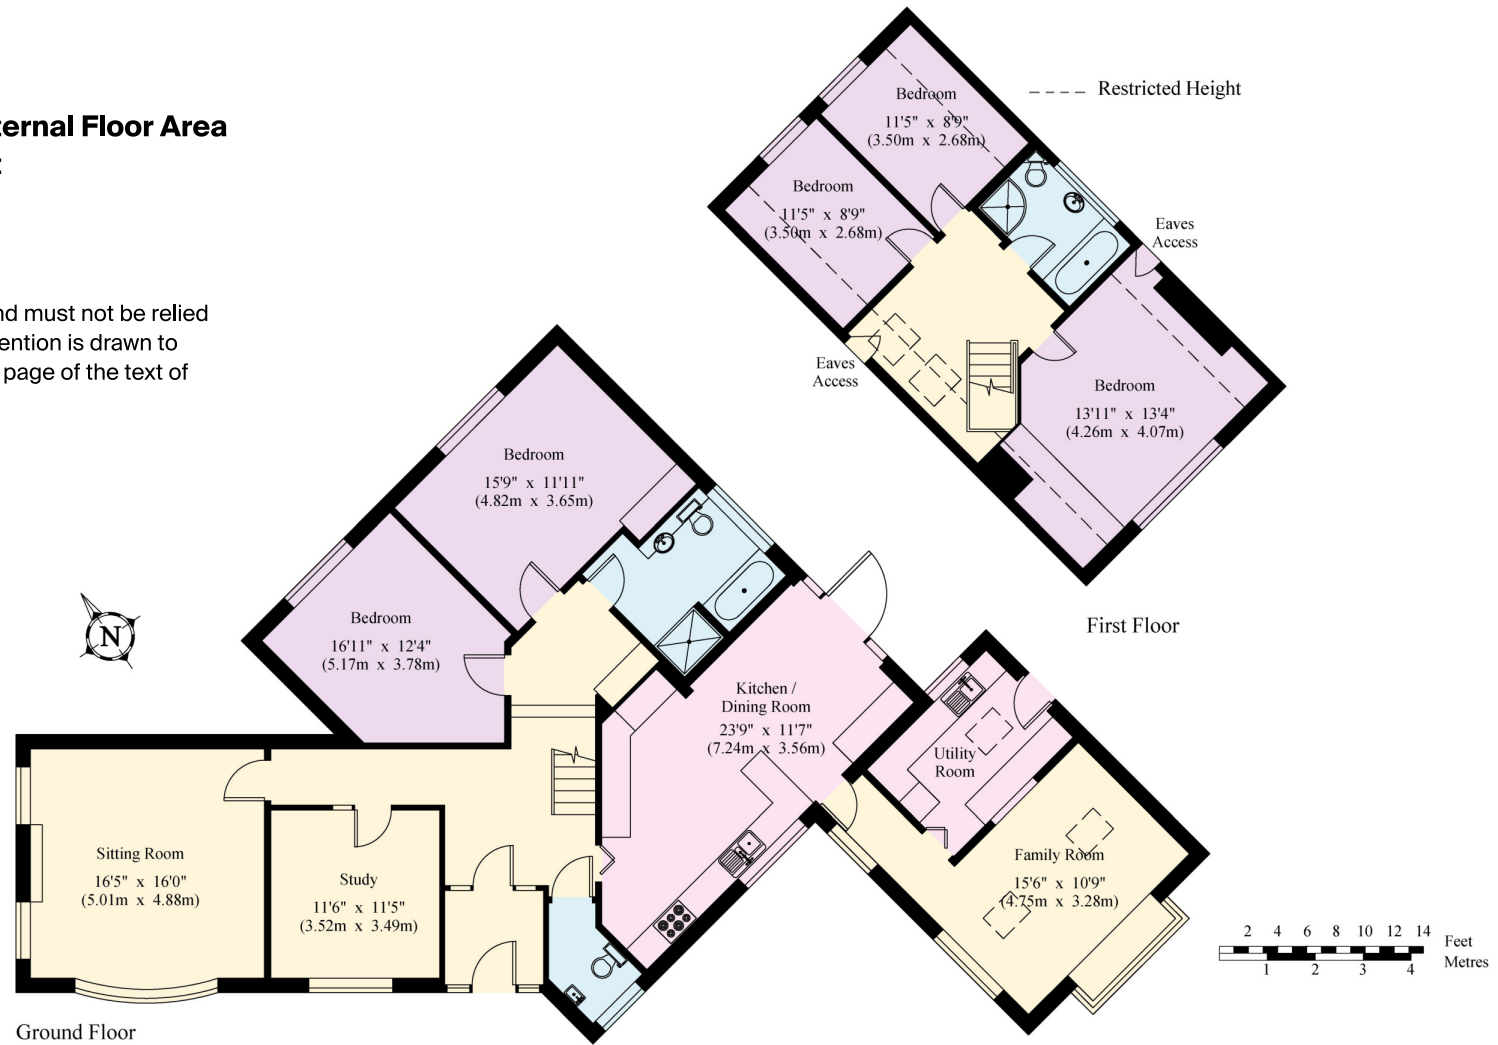 ternal Floor Area
nd must not be relied
ention is drawn to
page of the text of
Restricted Height
Bedroom
11'5" x 8'9"
(3.50m x 2.68m)
Bedroom
11'5" x 8'9"
(3.50m x 2.68m)
Eaves
Access
Eaves
Access
Bedroom
13'11" x 13'4"
(4.26m x 4.07m)
First Floor
Bedroom
15'9" x 11'11"
(4.82m x 3.65m)
Bedroom
16'11" x 12'4"
(5.17m x 3.78m)
N
Kitchen /
Dining Room
23'9" x 11'7"
(7.24m x 3.56m)
Utility
Room
Sitting Room
16'5" x 16'0"
(5.01m x 4.88m)
Study
11'6" x 11'5"
(3.52m x 3.49m)
Family Room
15'6" x 10'9"
(4.75m x 3.28m)
2 4 6 8 10 12 14 Feet
1 2 3 4 Metres
Ground Floor